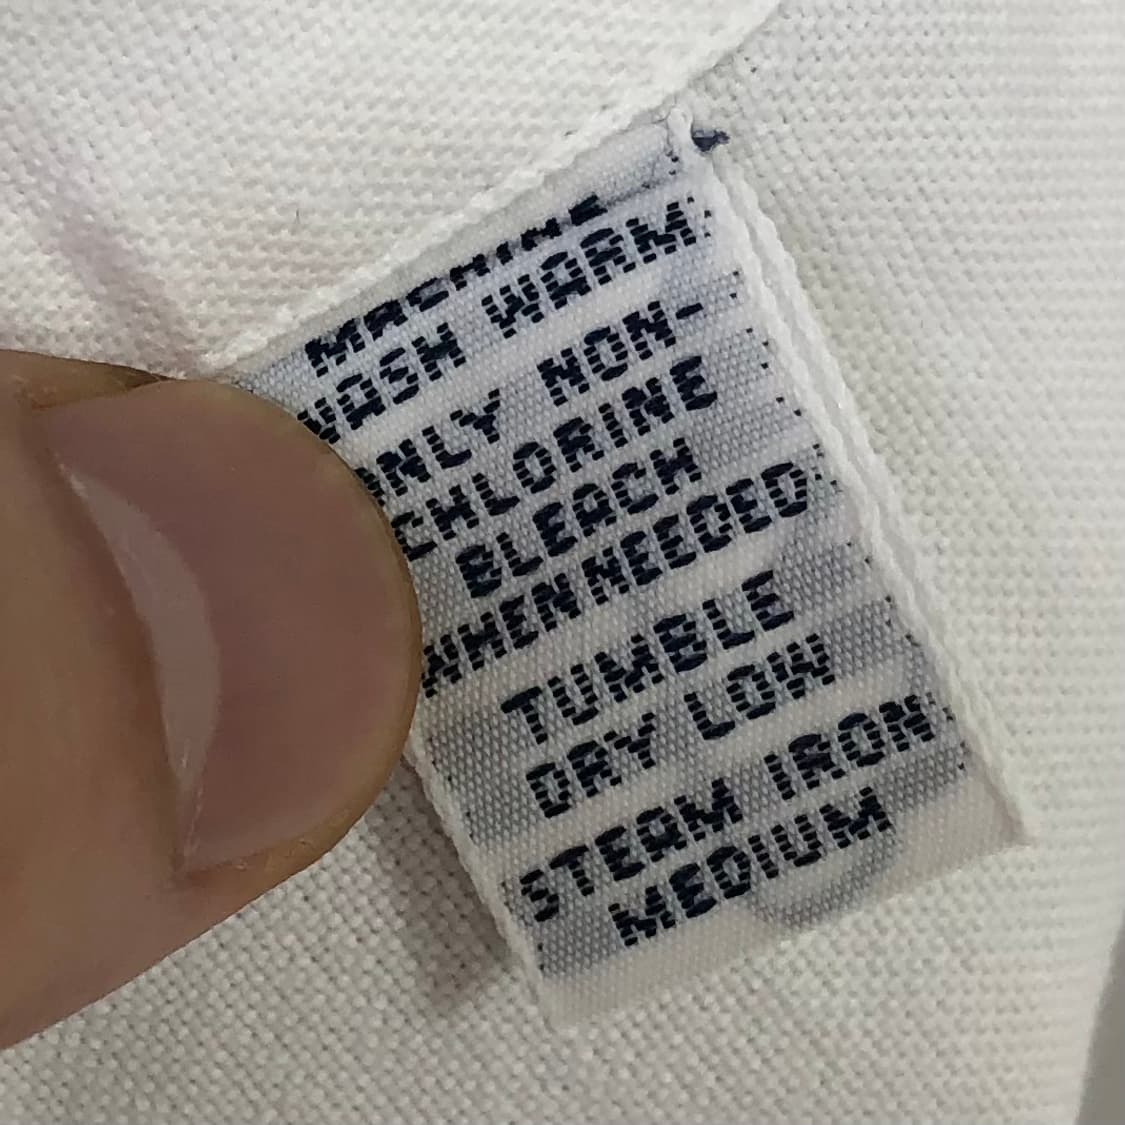 MACHINE
WASH WARM
ONLY NON-
CHLORINE
BLEACH
WHEN NEEDED
TUMBLE
DRY LOW
STEAM IRON
MEDIUM